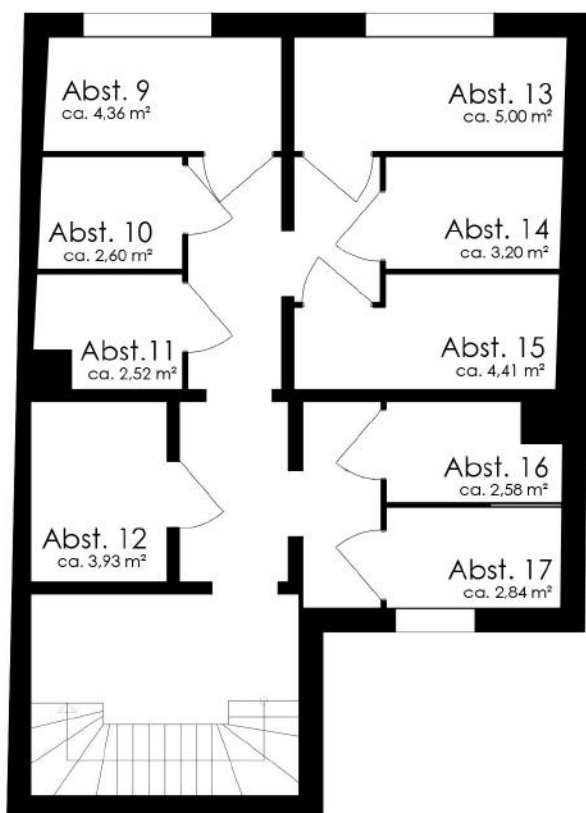 Abst. 9
ca. 4,36 m²
Abst. 13
ca. 5,00 m²
Abst. 10
ca. 2,60 m²
Abst. 14
ca. 3,20 m²
Abst.11
ca. 2,52 m²
Abst. 15
ca. 4,41 m²
Abst. 12
ca. 3,93 m²
Abst. 16
ca. 2,58 m²
Abst. 17
ca. 2,84 m²